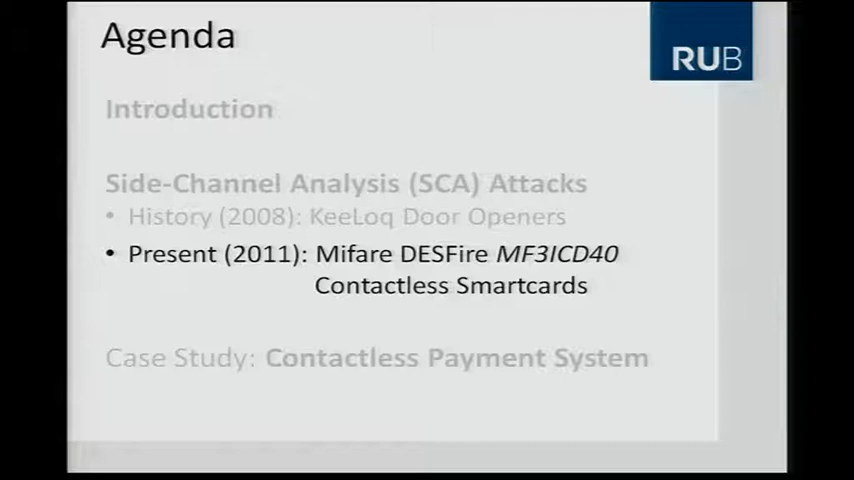 Agenda
RUB
Introduction
Side-Channel Analysis (SCA) Attacks
• History (2008): KeeLoq Door Openers
• Present (2011): Mifare DESFire MF3ICD40
Contactless Smartcards
Case Study: Contactless Payment System